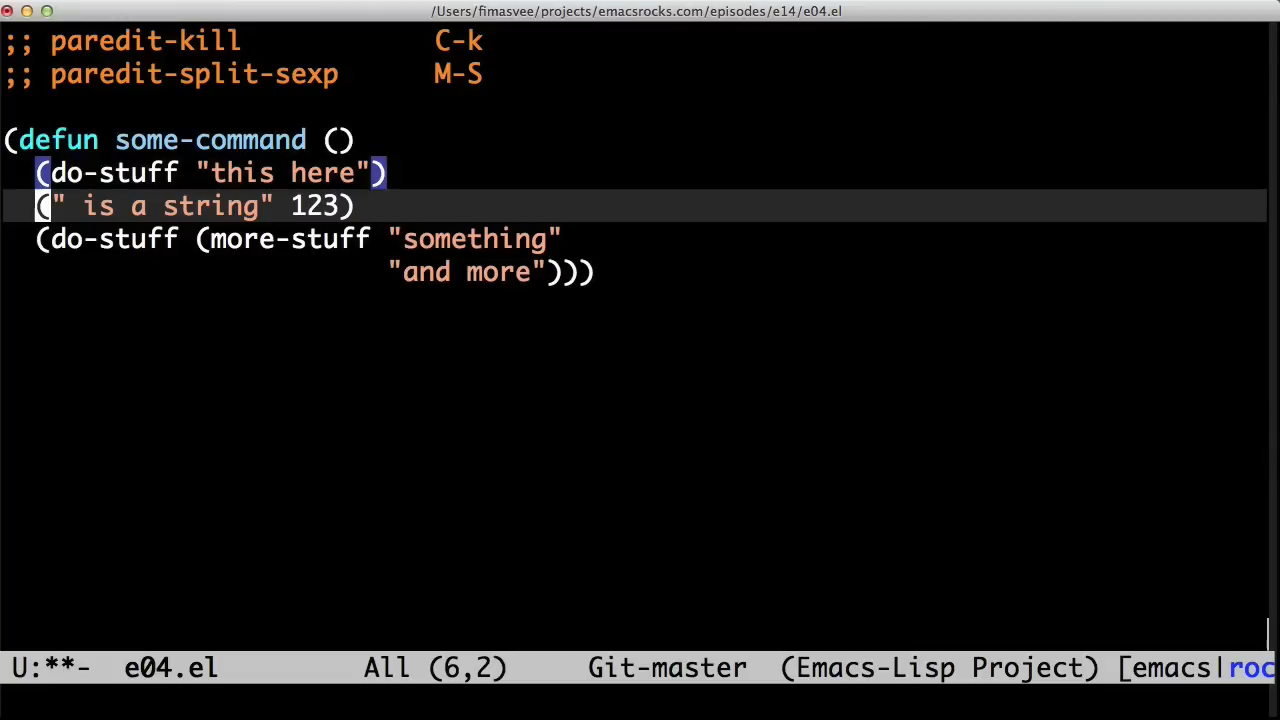 /Users/fimasvee/projects/emacsrocks.com/episodes/e14/e04.el
;; paredit-kill            C-k
;; paredit-split-sexp      M-S
(defun some-command ()
  (do-stuff "this here")
  (" is a string" 123)
  (do-stuff (more-stuff "something"
                        "and more")))
U:**-  e04.el         All (6,2)     Git-master  (Emacs-Lisp Project) [emacs|roc